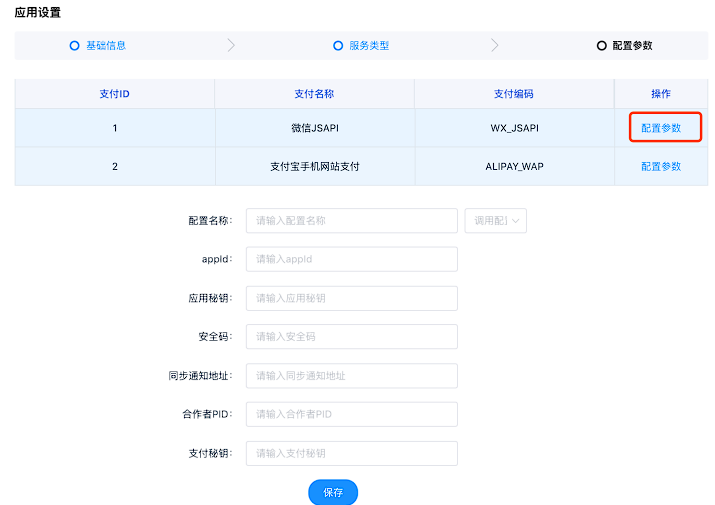 应用设置
基础信息 服务类型 配置参数
支付ID 支付名称 支付编码 操作
1 微信JSAPI WX_JSAPI 配置参数
2 支付宝手机网站支付 ALIPAY_WAP 配置参数
配置名称: 请输入配置名称 调用配
appId: 请输入appId
应用秘钥: 请输入应用秘钥
安全码: 请输入安全码
同步通知地址: 请输入同步通知地址
合作者PID: 请输入合作者PID
支付秘钥: 请输入支付秘钥
保存